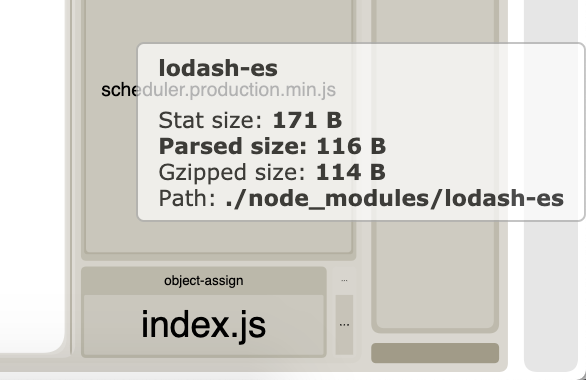 lodash-es
scheduler.production.min.js
Stat size: 171 B
Parsed size: 116 B
Gzipped size: 114 B
Path: ./node_modules/lodash-es
object-assign
...
index.js
...